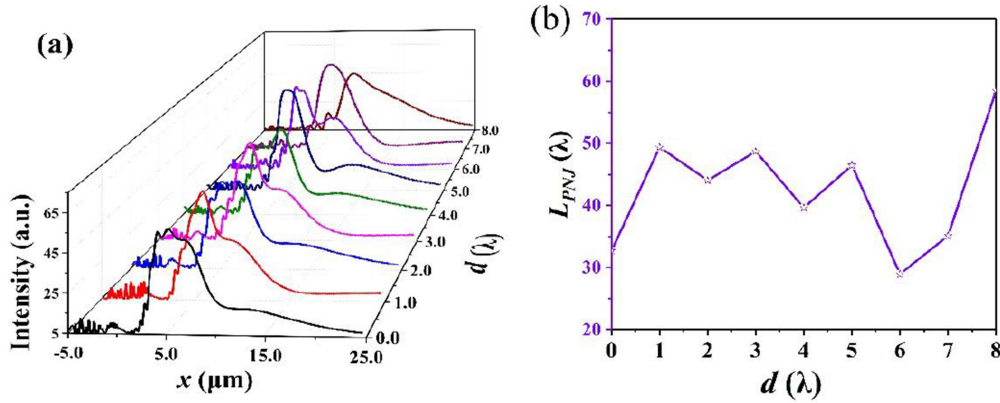 (a)
Intensity (a.u.)
65
45
25
5
-5.0 5.0 15.0 25.0
x (μm)
8.0
7.0
6.0
5.0
4.0
3.0
2.0
1.0
0.0
d (λ)
(b)
L_PNJ (λ)
70
60
50
40
30
20
0 1 2 3 4 5 6 7 8
d (λ)